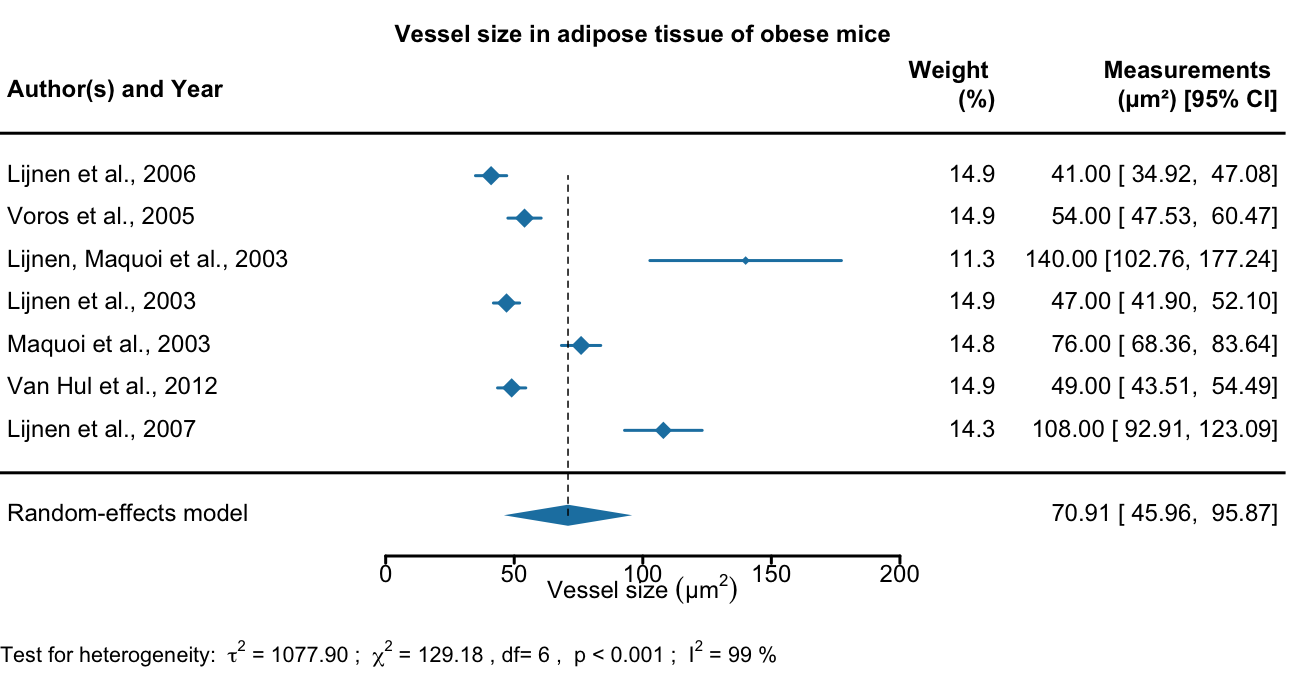 Vessel size in adipose tissue of obese mice
Author(s) and Year Weight (%) Measurements (µm²) [95% CI]
Lijnen et al., 2006 14.9 41.00 [ 34.92, 47.08]
Voros et al., 2005 14.9 54.00 [ 47.53, 60.47]
Lijnen, Maquoi et al., 2003 11.3 140.00 [102.76, 177.24]
Lijnen et al., 2003 14.9 47.00 [ 41.90, 52.10]
Maquoi et al., 2003 14.8 76.00 [ 68.36, 83.64]
Van Hul et al., 2012 14.9 49.00 [ 43.51, 54.49]
Lijnen et al., 2007 14.3 108.00 [ 92.91, 123.09]
Random-effects model 70.91 [ 45.96, 95.87]
0 50 100 150 200
Vessel size (µm²)
Test for heterogeneity: τ² = 1077.90 ; χ² = 129.18 , df= 6 , p < 0.001 ; I² = 99 %